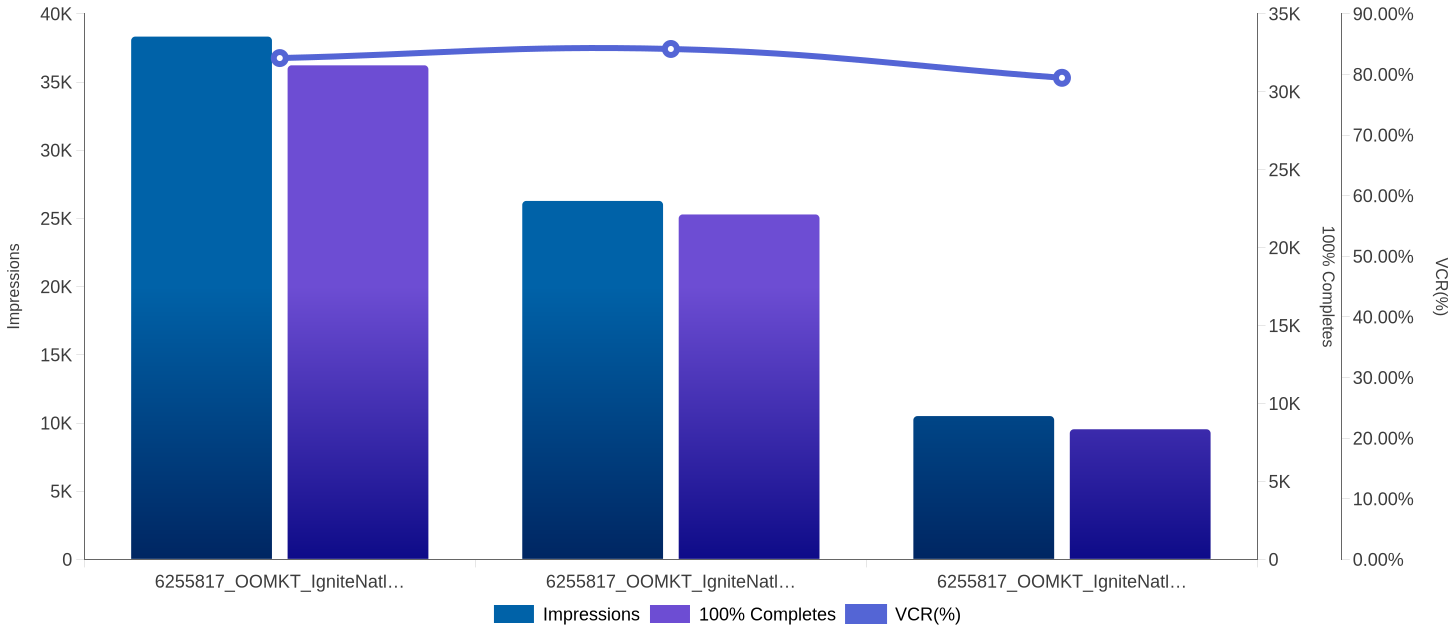 40K
35K
30K
25K
20K
15K
10K
5K
0
Impressions
35K
30K
25K
20K
15K
10K
5K
0
100% Completes
90.00%
80.00%
70.00%
60.00%
50.00%
40.00%
30.00%
20.00%
10.00%
0.00%
VCR(%)
6255817_OOMKT_IgniteNatl… 6255817_OOMKT_IgniteNatl… 6255817_OOMKT_IgniteNatl…
Impressions 100% Completes VCR(%)